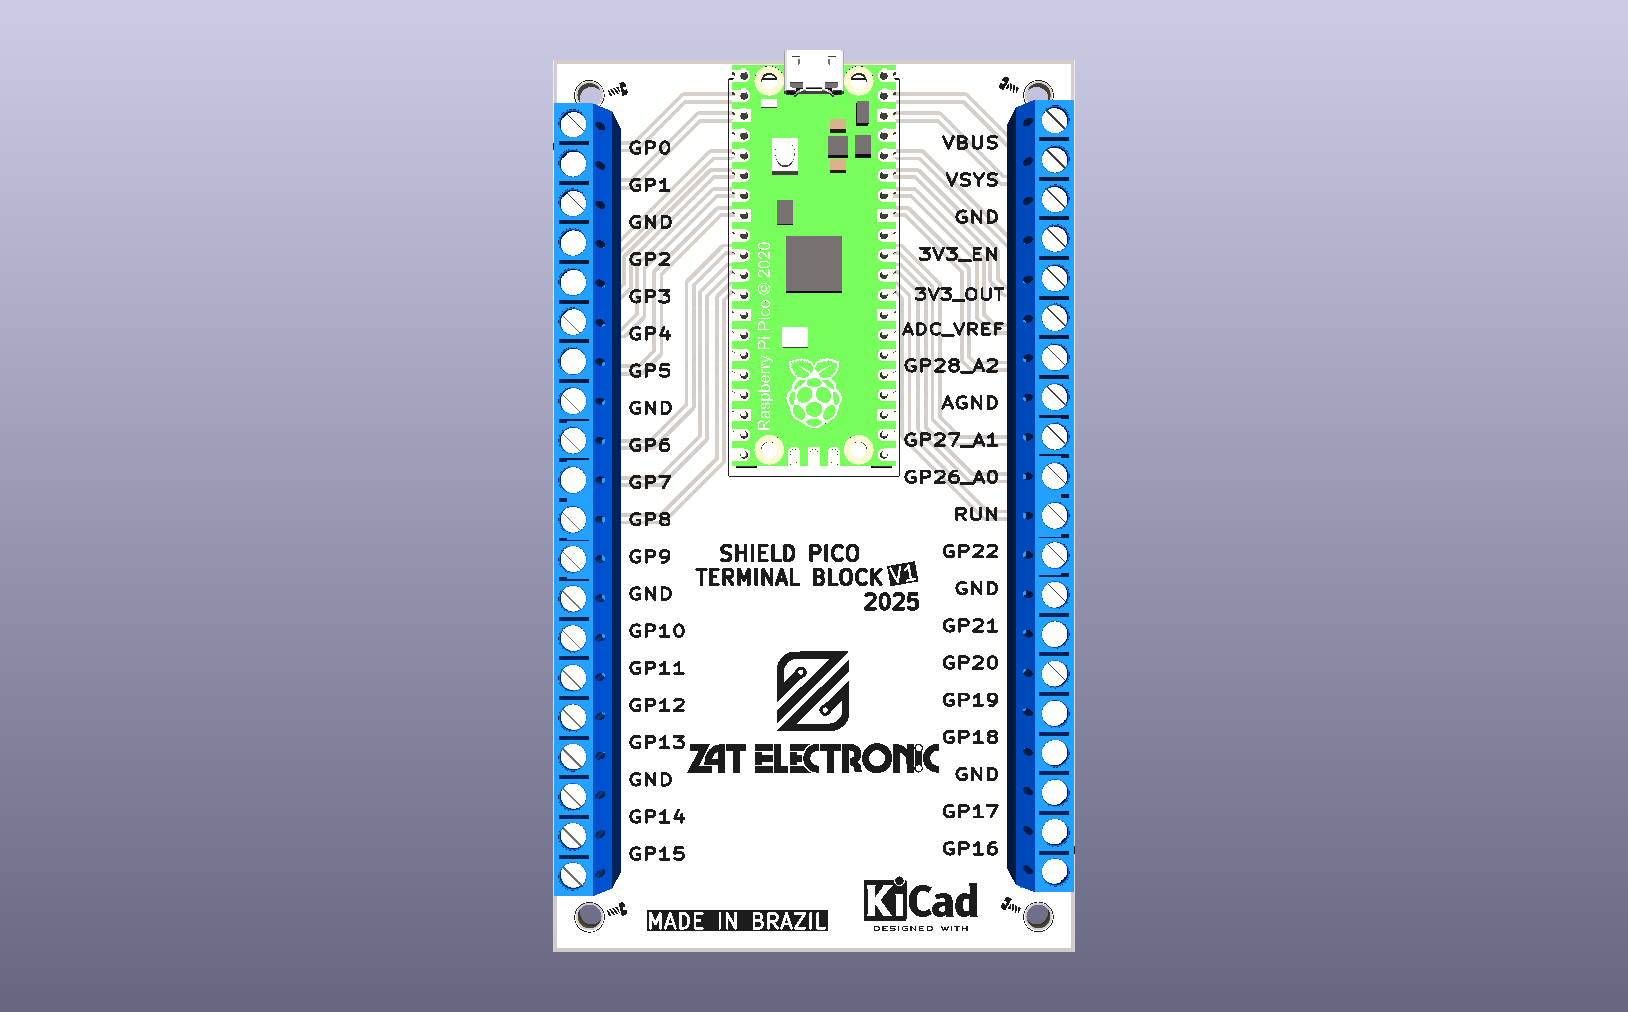 GP0
GP1
GND
GP2
GP3
GP4
GP5
GND
GP6
GP7
GP8
GP9
GND
GP10
GP11
GP12
GP13
GND
GP14
GP15
Raspberry Pi Pico © 2020
VBUS
VSYS
GND
3V3_EN
3V3_OUT
ADC_VREF
GP28_A2
AGND
GP27_A1
GP26_A0
RUN
GP22
GND
GP21
GP20
GP19
GP18
GND
GP17
GP16
SHIELD PICO
TERMINAL BLOCK V1
2025
ZAT ELECTRONIC
MADE IN BRAZIL
KiCad
DESIGNED WITH